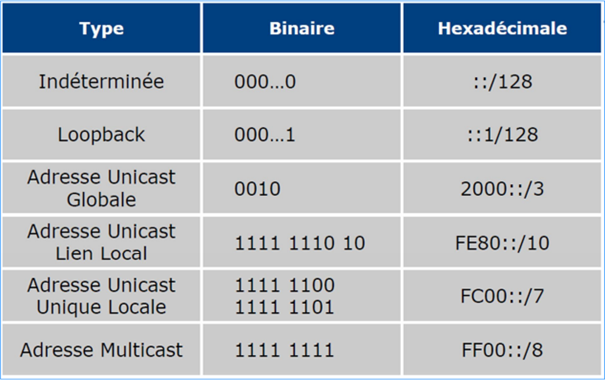 Type Binaire Hexadécimale
Indéterminée 000...0 ::/128
Loopback 000...1 ::1/128
Adresse Unicast
Globale 0010 2000::/3
Adresse Unicast
Lien Local 1111 1110 10 FE80::/10
Adresse Unicast 1111 1100
Unique Locale 1111 1101 FC00::/7
Adresse Multicast 1111 1111 FF00::/8